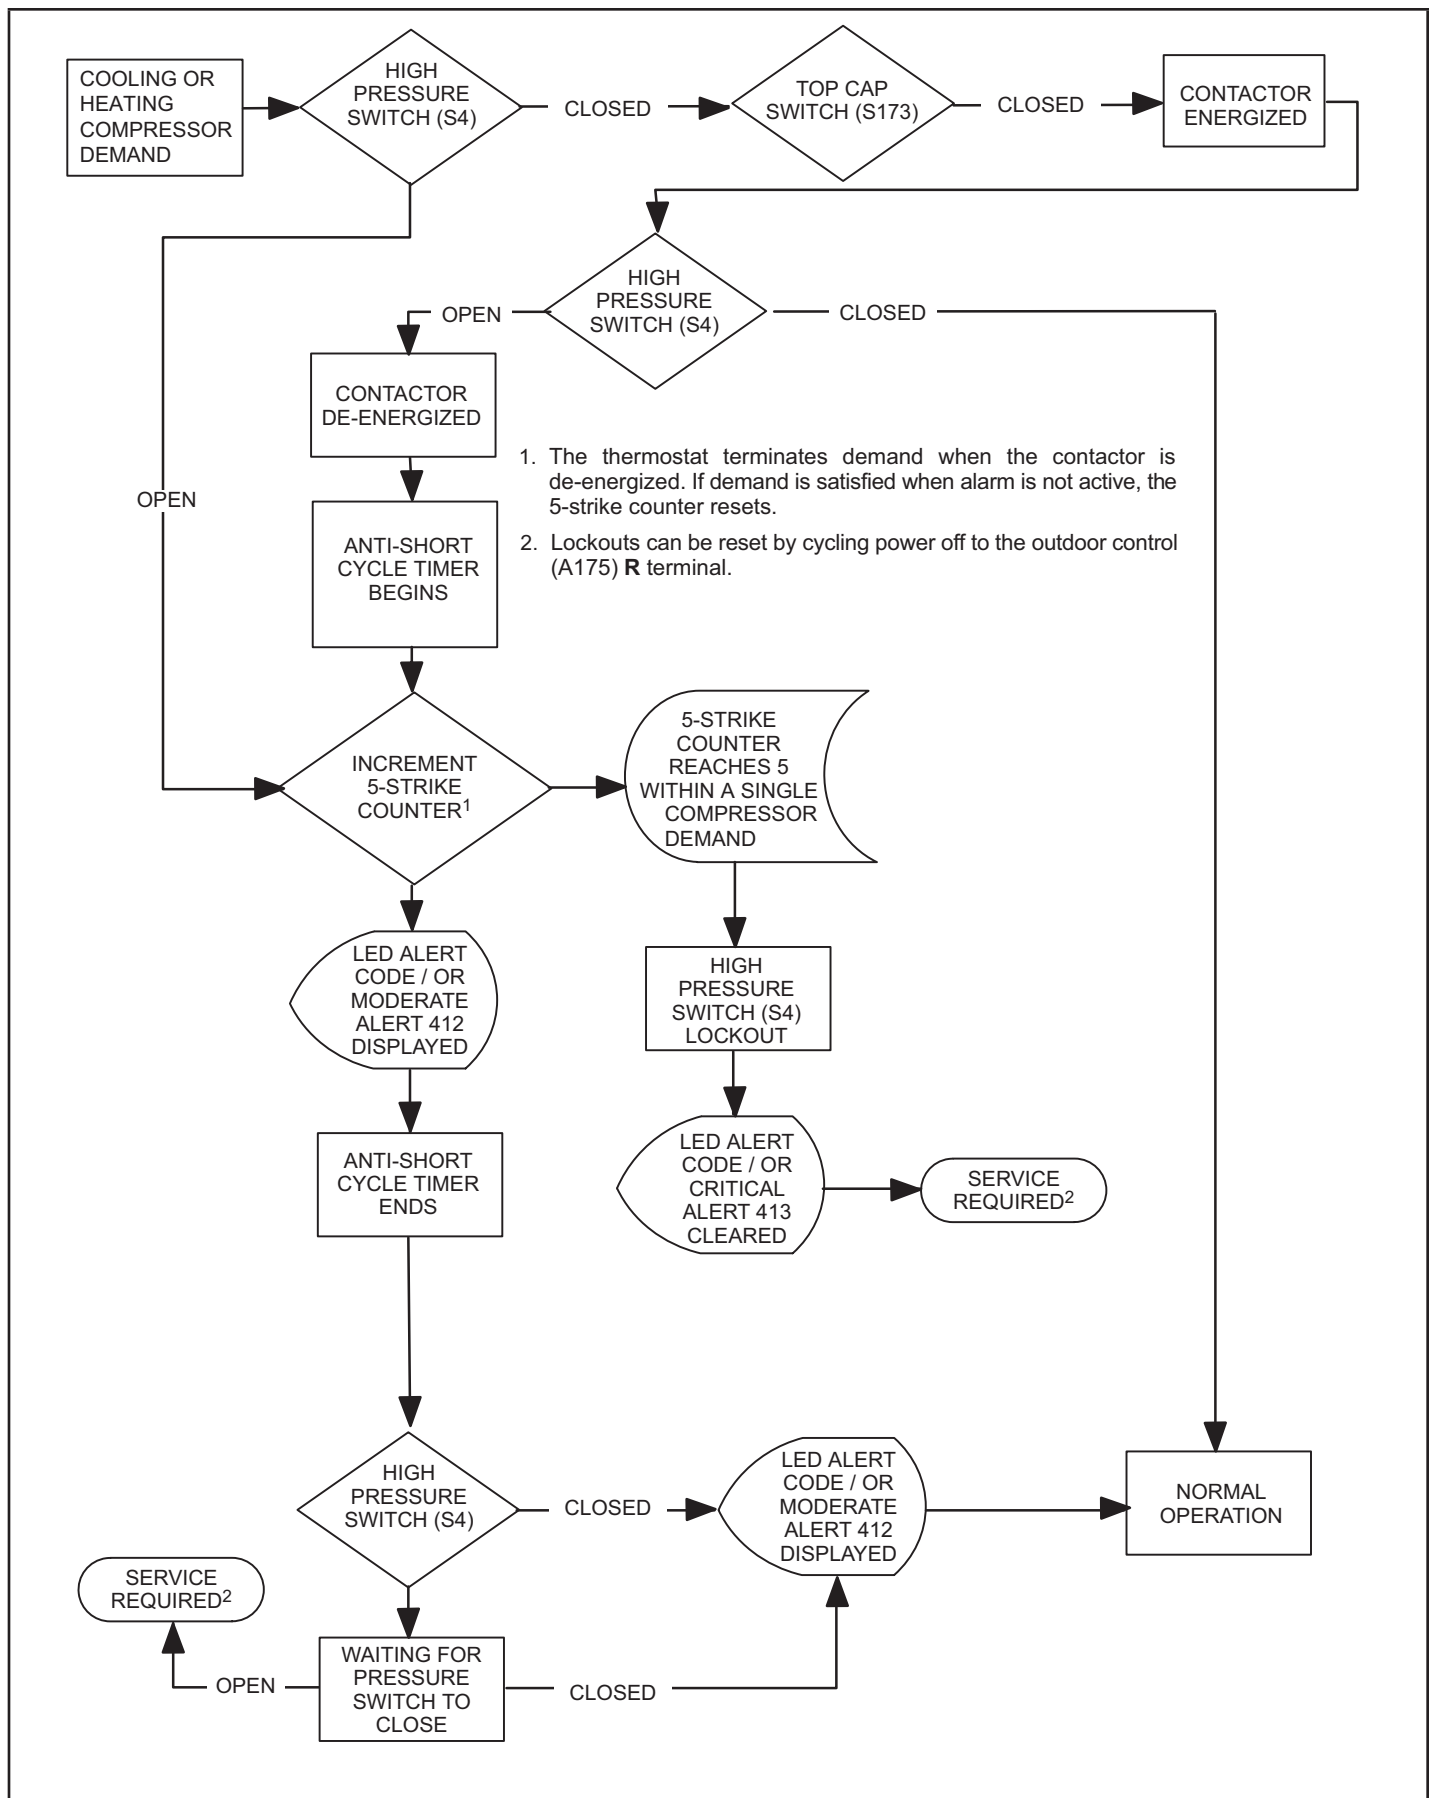 COOLING OR
HEATING
COMPRESSOR
DEMAND
HIGH
PRESSURE
SWITCH (S4)
CLOSED
TOP CAP
SWITCH (S173)
CLOSED
CONTACTOR
ENERGIZED
HIGH
PRESSURE
SWITCH (S4)
OPEN
CLOSED
CONTACTOR
DE-ENERGIZED
1. The thermostat terminates demand when the contactor is
de-energized. If demand is satisfied when alarm is not active, the
5-strike counter resets.
2. Lockouts can be reset by cycling power off to the outdoor control
(A175) R terminal.
OPEN
ANTI-SHORT
CYCLE TIMER
BEGINS
INCREMENT
5-STRIKE
COUNTER1
5-STRIKE
COUNTER
REACHES 5
WITHIN A SINGLE
COMPRESSOR
DEMAND
LED ALERT
CODE / OR
MODERATE
ALERT 412
DISPLAYED
HIGH
PRESSURE
SWITCH (S4)
LOCKOUT
ANTI-SHORT
CYCLE TIMER
ENDS
LED ALERT
CODE / OR
CRITICAL
ALERT 413
CLEARED
SERVICE
REQUIRED2
HIGH
PRESSURE
SWITCH (S4)
CLOSED
LED ALERT
CODE / OR
MODERATE
ALERT 412
DISPLAYED
NORMAL
OPERATION
SERVICE
REQUIRED2
OPEN
WAITING FOR
PRESSURE
SWITCH TO
CLOSE
CLOSED